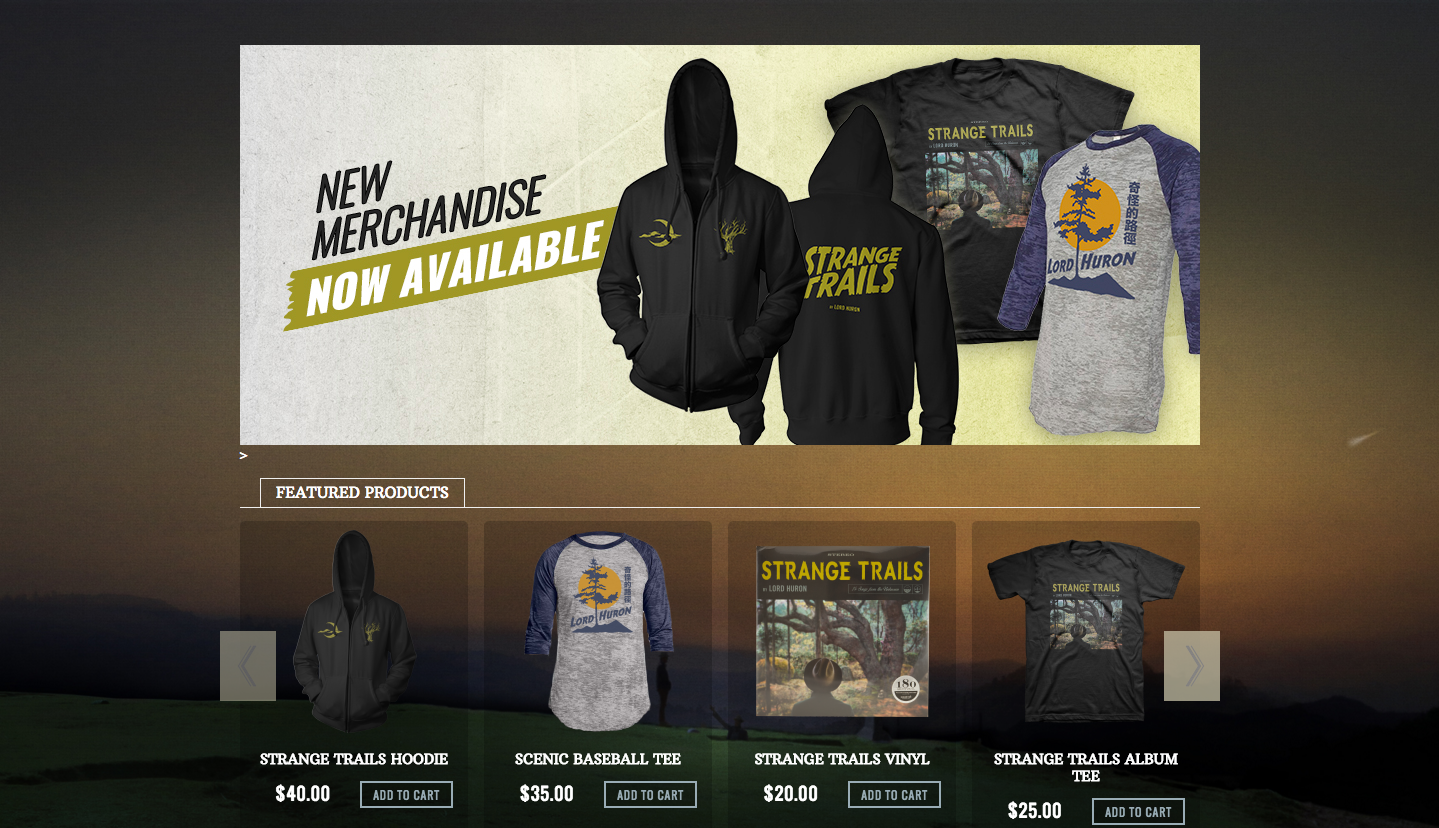 NEW
MERCHANDISE
NOW AVAILABLE
STRANGE
TRAILS
BY LORD HURON
STRANGE TRAILS
BY LORD HURON
奇怪的路徑
LORD HURON
>
FEATURED PRODUCTS
奇怪的路徑
LORD HURON
STEREO
STRANGE TRAILS
BY LORD HURON
180
STRANGE TRAILS
STRANGE TRAILS HOODIE
SCENIC BASEBALL TEE
STRANGE TRAILS VINYL
STRANGE TRAILS ALBUM
TEE
$40.00
ADD TO CART
$35.00
ADD TO CART
$20.00
ADD TO CART
$25.00
ADD TO CART